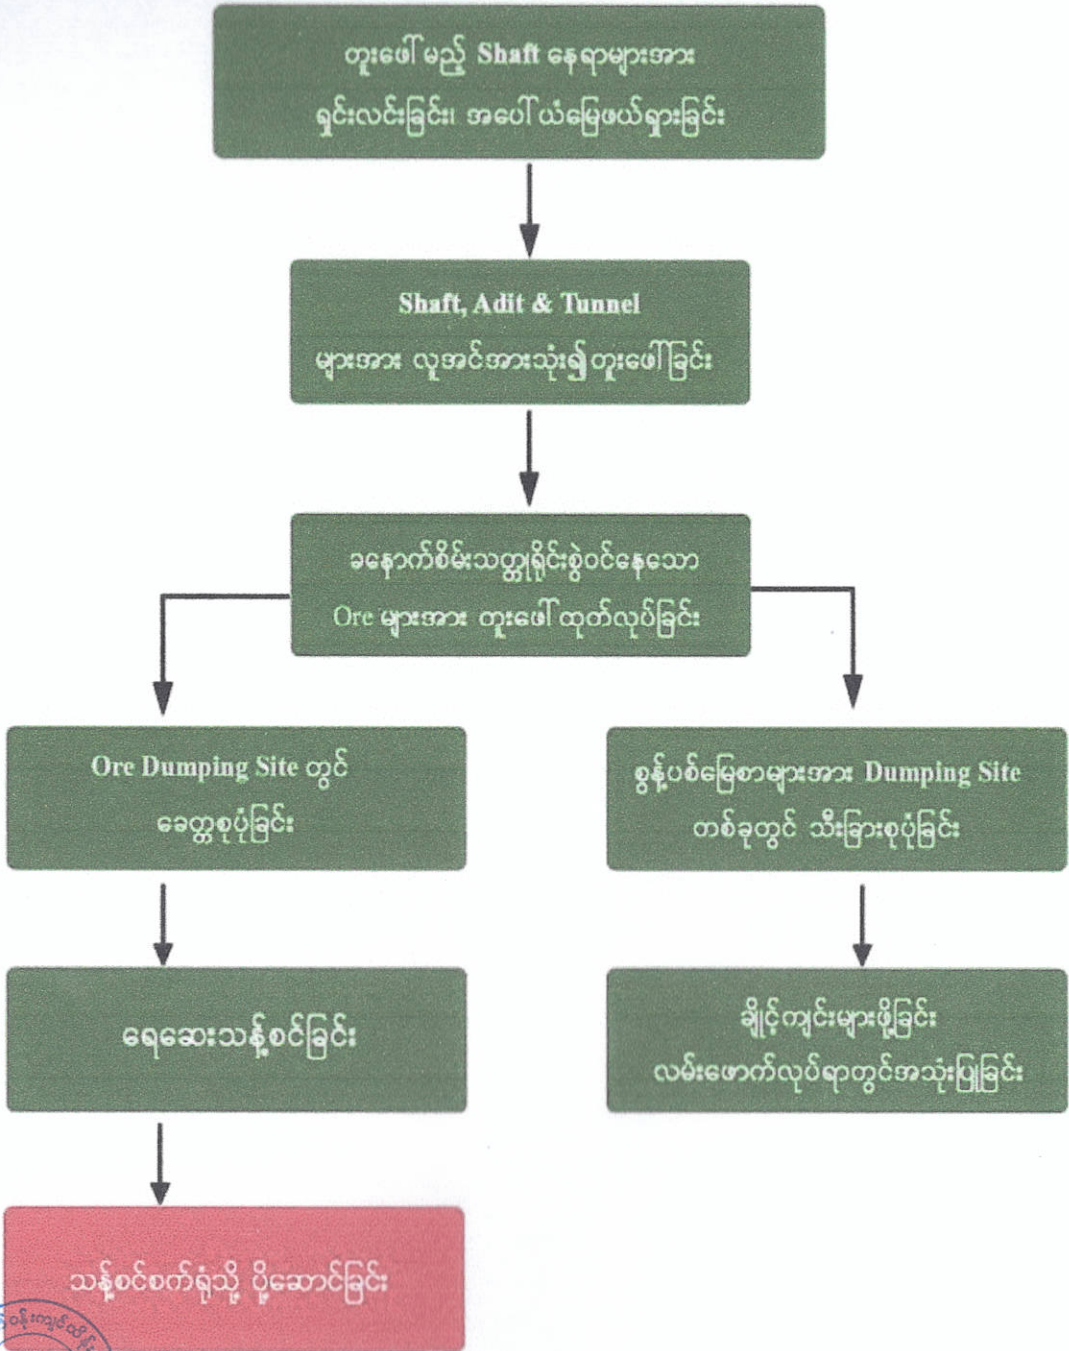 တူးဖေါ်မည့် Shaft နေရာများအား
ရှင်းလင်းခြင်း၊ အပေါ်ယံမြေဖယ်ရှားခြင်း
Shaft, Adit & Tunnel
များအား လူအင်အားသုံး၍တူးဖေါ်ခြင်း
ခနောက်စိမ်းသတ္တုရိုင်းစွဲဝင်နေသော
Ore များအား တူးဖေါ်ထုတ်လုပ်ခြင်း
Ore Dumping Site တွင်
ခေတ္တစုပုံခြင်း
စွန့်ပစ်မြေစာများအား Dumping Site
တစ်ခုတွင် သီးခြားစုပုံခြင်း
ရေဆေးသန့်စင်ခြင်း
ချိုင့်ကျင်းများဖို့ခြင်း
လမ်းဖောက်လုပ်ရာတွင်အသုံးပြုခြင်း
သန့်စင်စက်ရုံသို့ ပို့ဆောင်ခြင်း